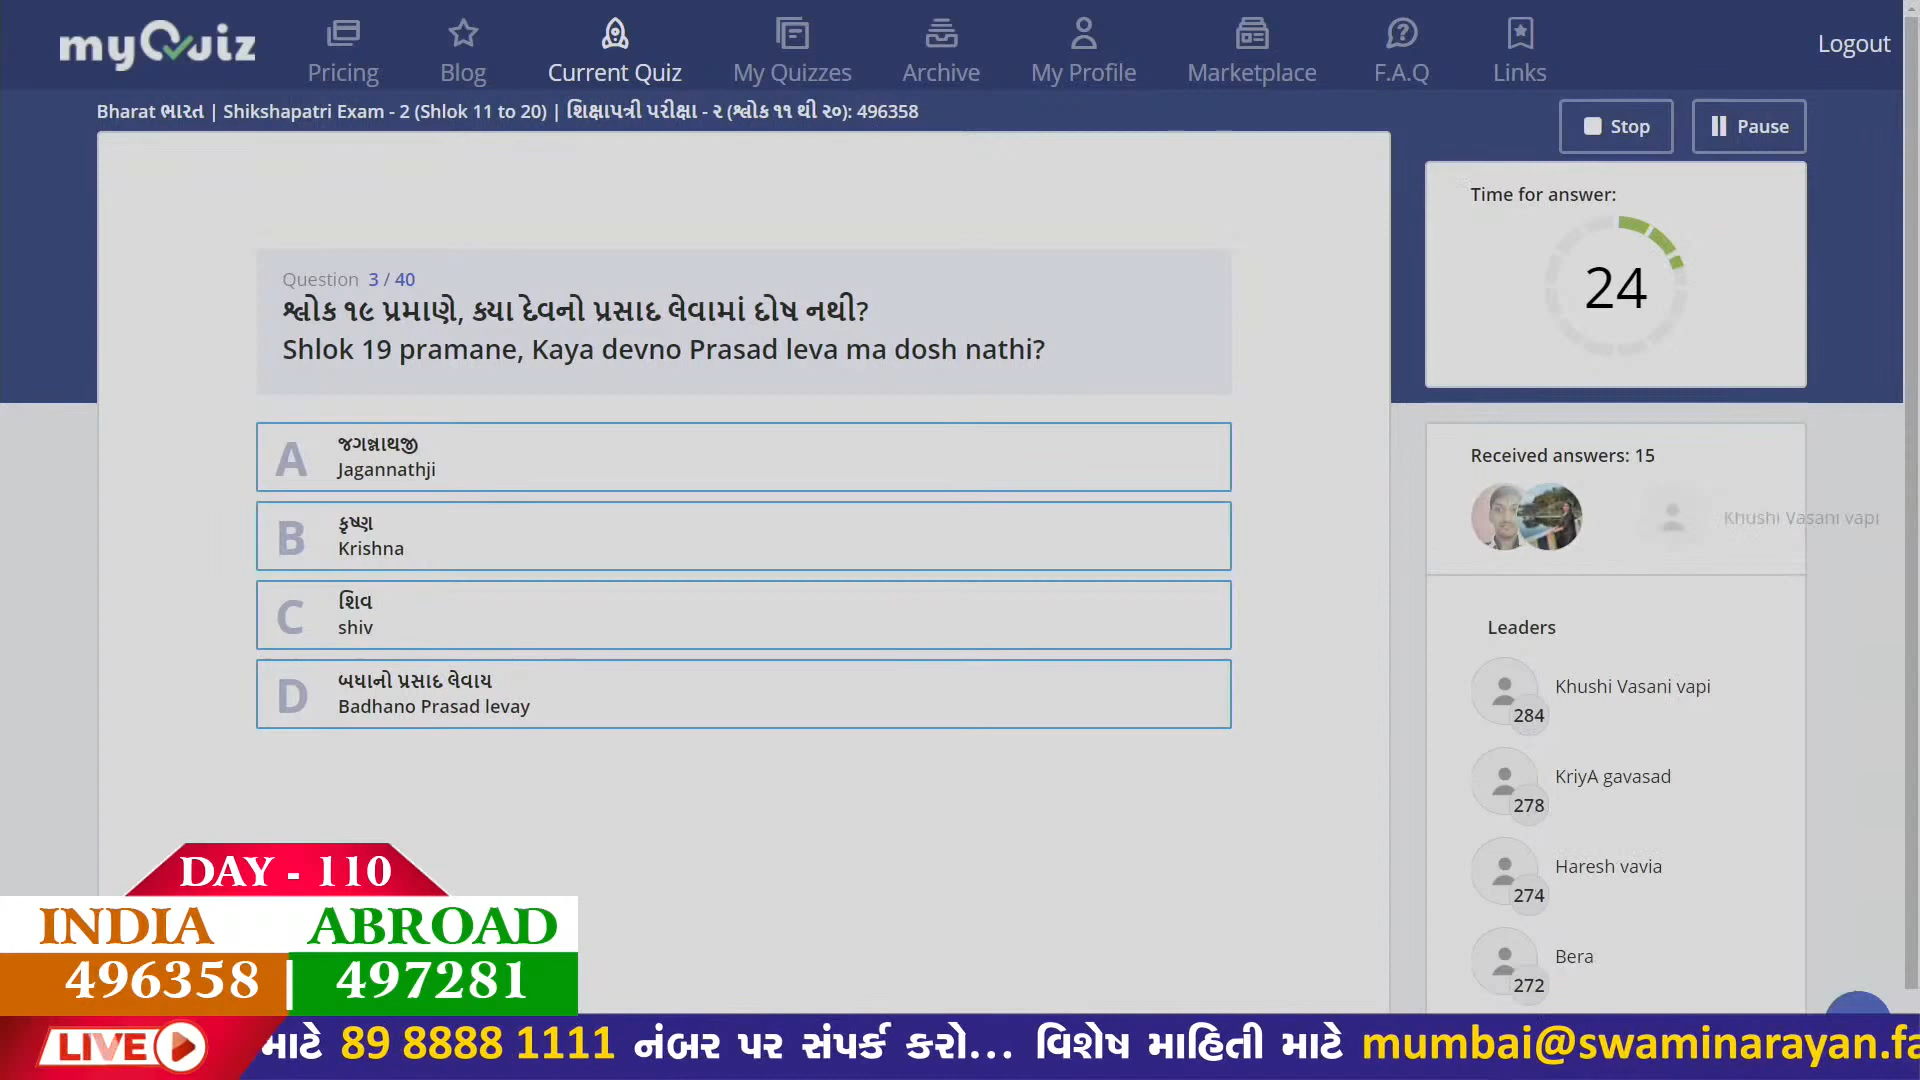 myQuiz
Pricing
Blog
Current Quiz
My Quizzes
Archive
My Profile
Marketplace
F.A.Q
Links
Logout
Bharat ભારત | Shikshapatri Exam - 2 (Shlok 11 to 20) | શિક્ષાપત્રી પરીક્ષા - ૨ (શ્લોક ૧૧ થી ૨૦): 496358
Stop
Pause
Time for answer:
24
Question 3 / 40
શ્લોક ૧૯ પ્રમાણે, ક્યા દેવનો પ્રસાદ લેવામાં દોષ નથી?
Shlok 19 pramane, Kaya devno Prasad leva ma dosh nathi?
A
જગન્નાથજી
Jagannathji
B
કૃષ્ણ
Krishna
C
શિવ
shiv
D
બધાનો પ્રસાદ લેવાય
Badhano Prasad levay
Received answers: 15
Khushi Vasani vapi
Leaders
Khushi Vasani vapi
284
KriyA gavasad
278
Haresh vavia
274
Bera
272
DAY - 110
INDIA ABROAD
496358 | 497281
LIVE
માટે 89 8888 1111 નંબર પર સંપર્ક કરો... વિશેષ માહિતી માટે mumbai@swaminarayan.fa